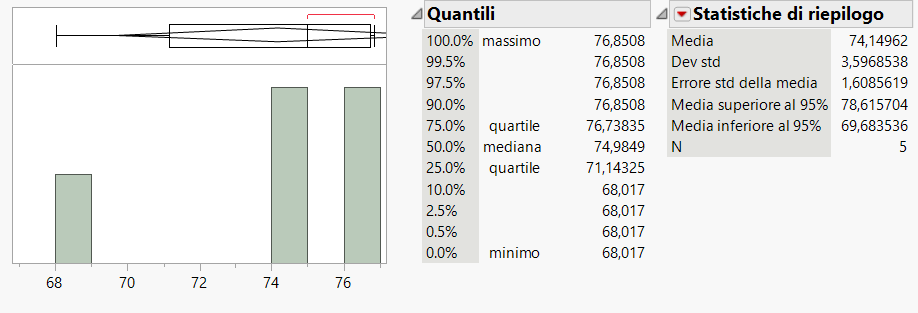 Quantili
100.0% massimo 76,8508
99.5% 76,8508
97.5% 76,8508
90.0% 76,8508
75.0% quartile 76,73835
50.0% mediana 74,9849
25.0% quartile 71,14325
10.0% 68,017
2.5% 68,017
0.5% 68,017
0.0% minimo 68,017
Statistiche di riepilogo
Media 74,14962
Dev std 3,5968538
Errore std della media 1,6085619
Media superiore al 95% 78,615704
Media inferiore al 95% 69,683536
N 5
68 70 72 74 76